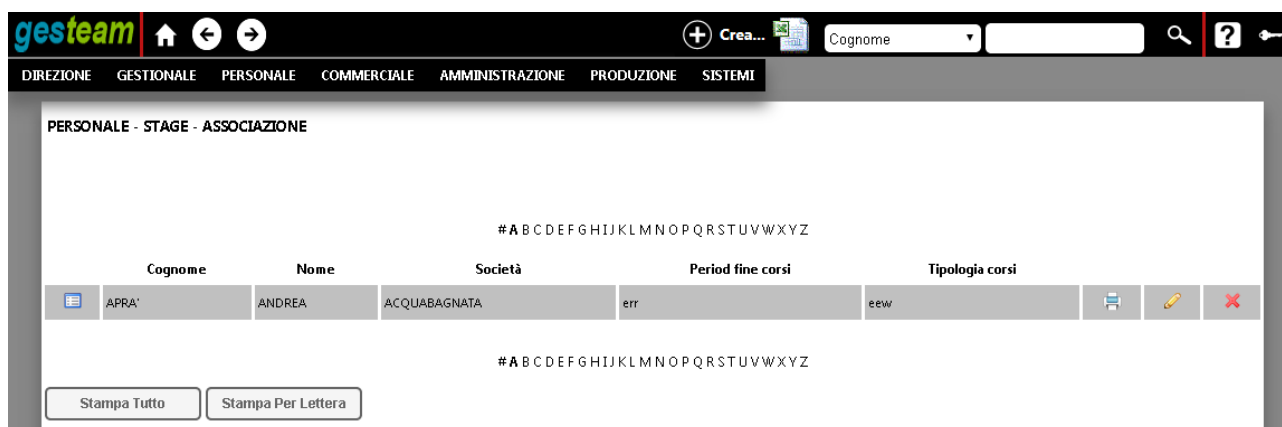 gesteam Crea... Cognome ?
DIREZIONE GESTIONALE PERSONALE COMMERCIALE AMMINISTRAZIONE PRODUZIONE SISTEMI
PERSONALE - STAGE - ASSOCIAZIONE
# A B C D E F G H I J K L M N O P Q R S T U V W X Y Z
Cognome Nome Società Period fine corsi Tipologia corsi
APRA' ANDREA ACQUABAGNATA err eew
# A B C D E F G H I J K L M N O P Q R S T U V W X Y Z
Stampa Tutto Stampa Per Lettera